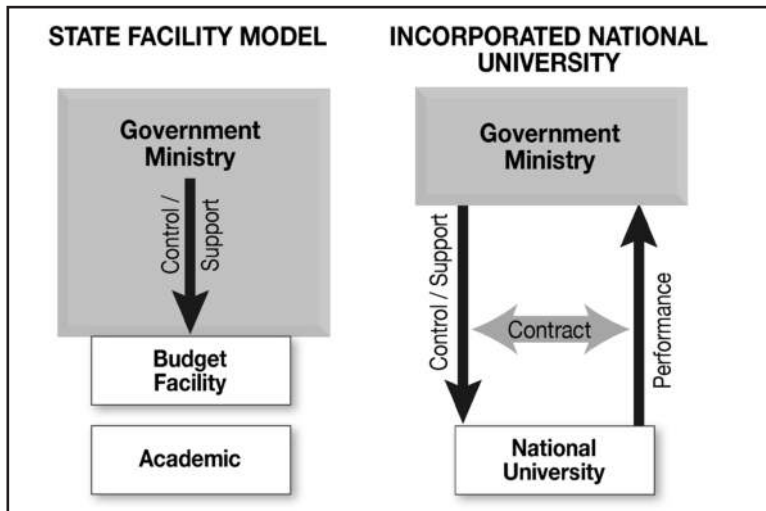 STATE FACILITY MODEL
Government
Ministry
Control /
Support
Budget
Facility
Academic
INCORPORATED NATIONAL
UNIVERSITY
Government
Ministry
Control / Support
Contract
Performance
National
University